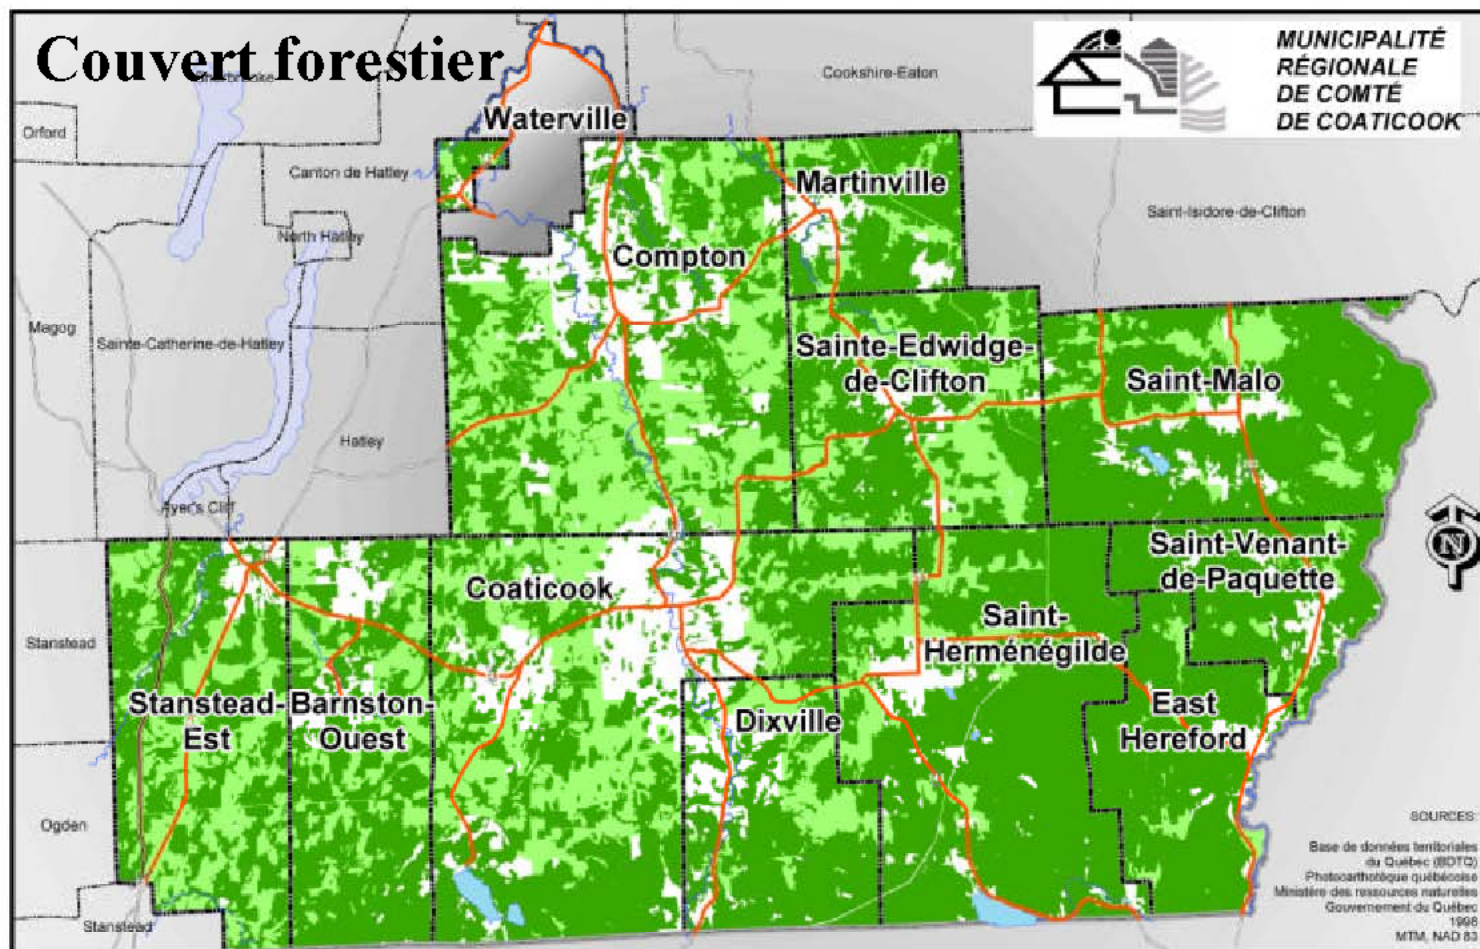 Couvert forestier
MUNICIPALITÉ
RÉGIONALE
DE COMTÉ
DE COATICOOK
Sherbrooke
Cookshire-Eaton
Orford
Waterville
Canton de Hatley
Martinville
Saint-Isidore-de-Clifton
North Hatley
Compton
Magog
Sainte-Catherine-de-Hatley
Sainte-Edwidge-
de-Clifton
Saint-Malo
Hatley
Ayer's Cliff
N
Saint-Venant-
de-Paquette
Coaticook
Saint-
Herménégilde
Stanstead
Stanstead-
Est
Barnston-
Ouest
Dixville
East
Hereford
Ogden
Stanstead
SOURCES:
Base de données territoriales
du Québec (BDTQ)
Photocarthotèque québécoise
Ministère des ressources naturelles
Gouvernement du Québec
1998
MTM, NAD 83